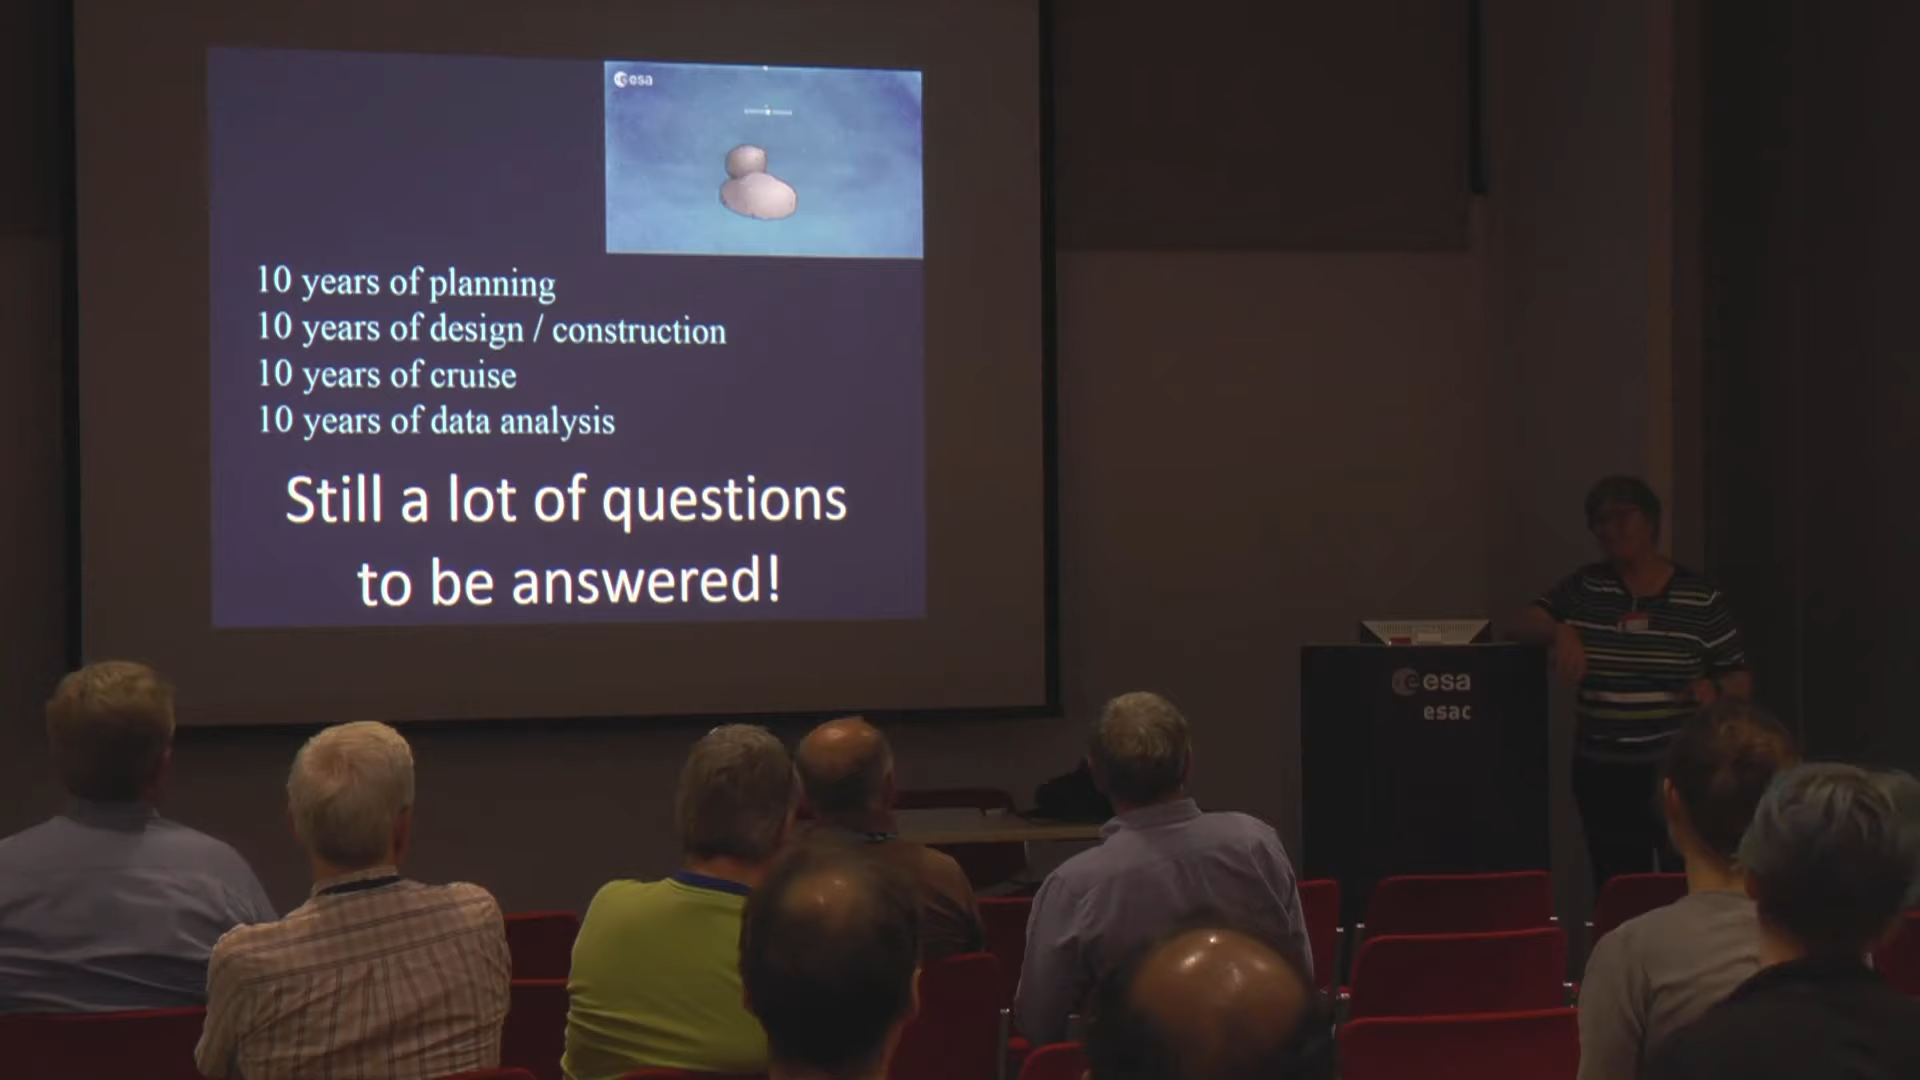 esa
10 years of planning
10 years of design / construction
10 years of cruise
10 years of data analysis
Still a lot of questions
to be answered!
esa
esac